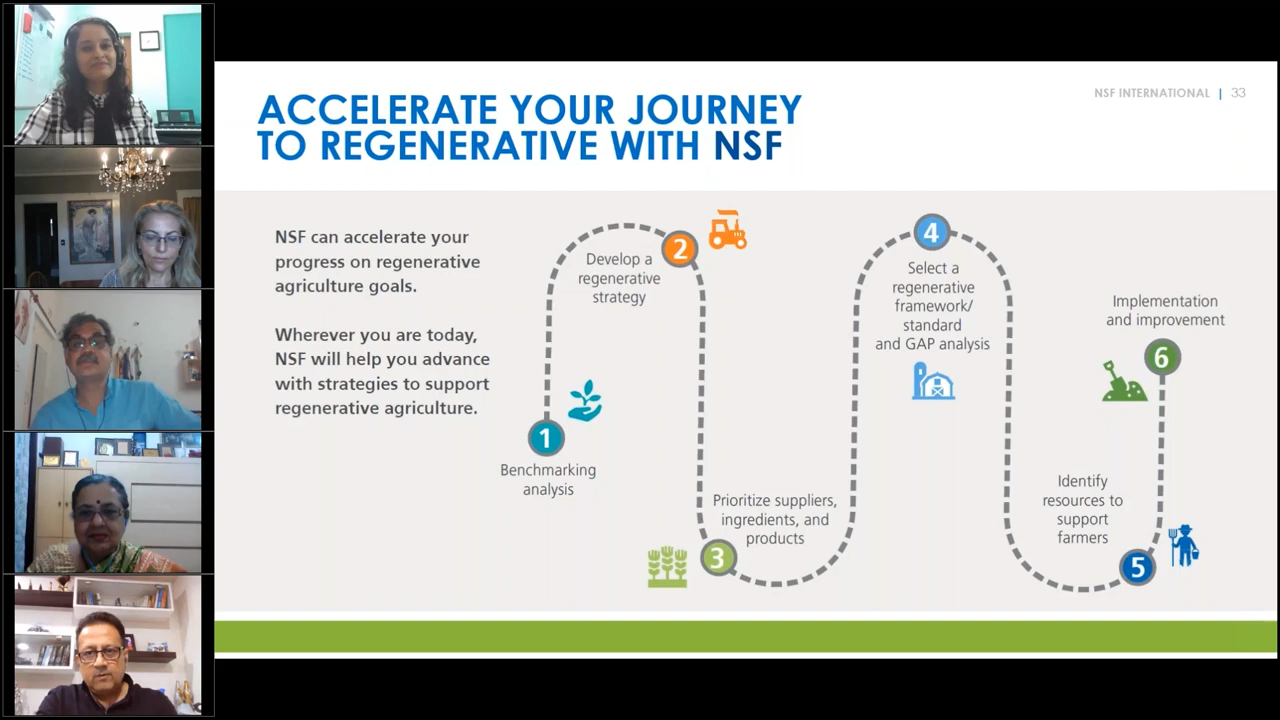 ACCELERATE YOUR JOURNEY
TO REGENERATIVE WITH NSF
NSF INTERNATIONAL | 33
NSF can accelerate your
progress on regenerative
agriculture goals.
Wherever you are today,
NSF will help you advance
with strategies to support
regenerative agriculture.
1
Benchmarking
analysis
2
Develop a
regenerative
strategy
3
Prioritize suppliers,
ingredients, and
products
4
Select a
regenerative
framework/
standard
and GAP analysis
5
Identify
resources to
support
farmers
6
Implementation
and improvement